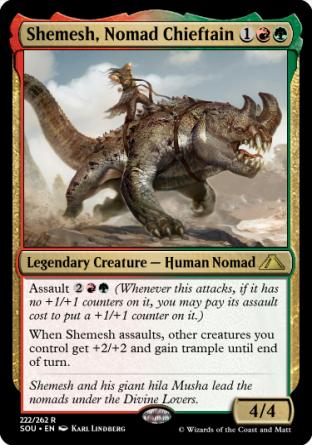 Shemesh, Nomad Chieftain 1
Legendary Creature — Human Nomad
Assault 2 (Whenever this attacks, if it has
no +1/+1 counters on it, you may pay its assault
cost to put a +1/+1 counter on it.)
When Shemesh assaults, other creatures you
control get +2/+2 and gain trample until end
of turn.
Shemesh and his giant hila Musha lead the
nomads under the Divine Lovers.
4/4
222/262 R
SOU • EN KARL LINDBERG
© Wizards of the Coast and Matt